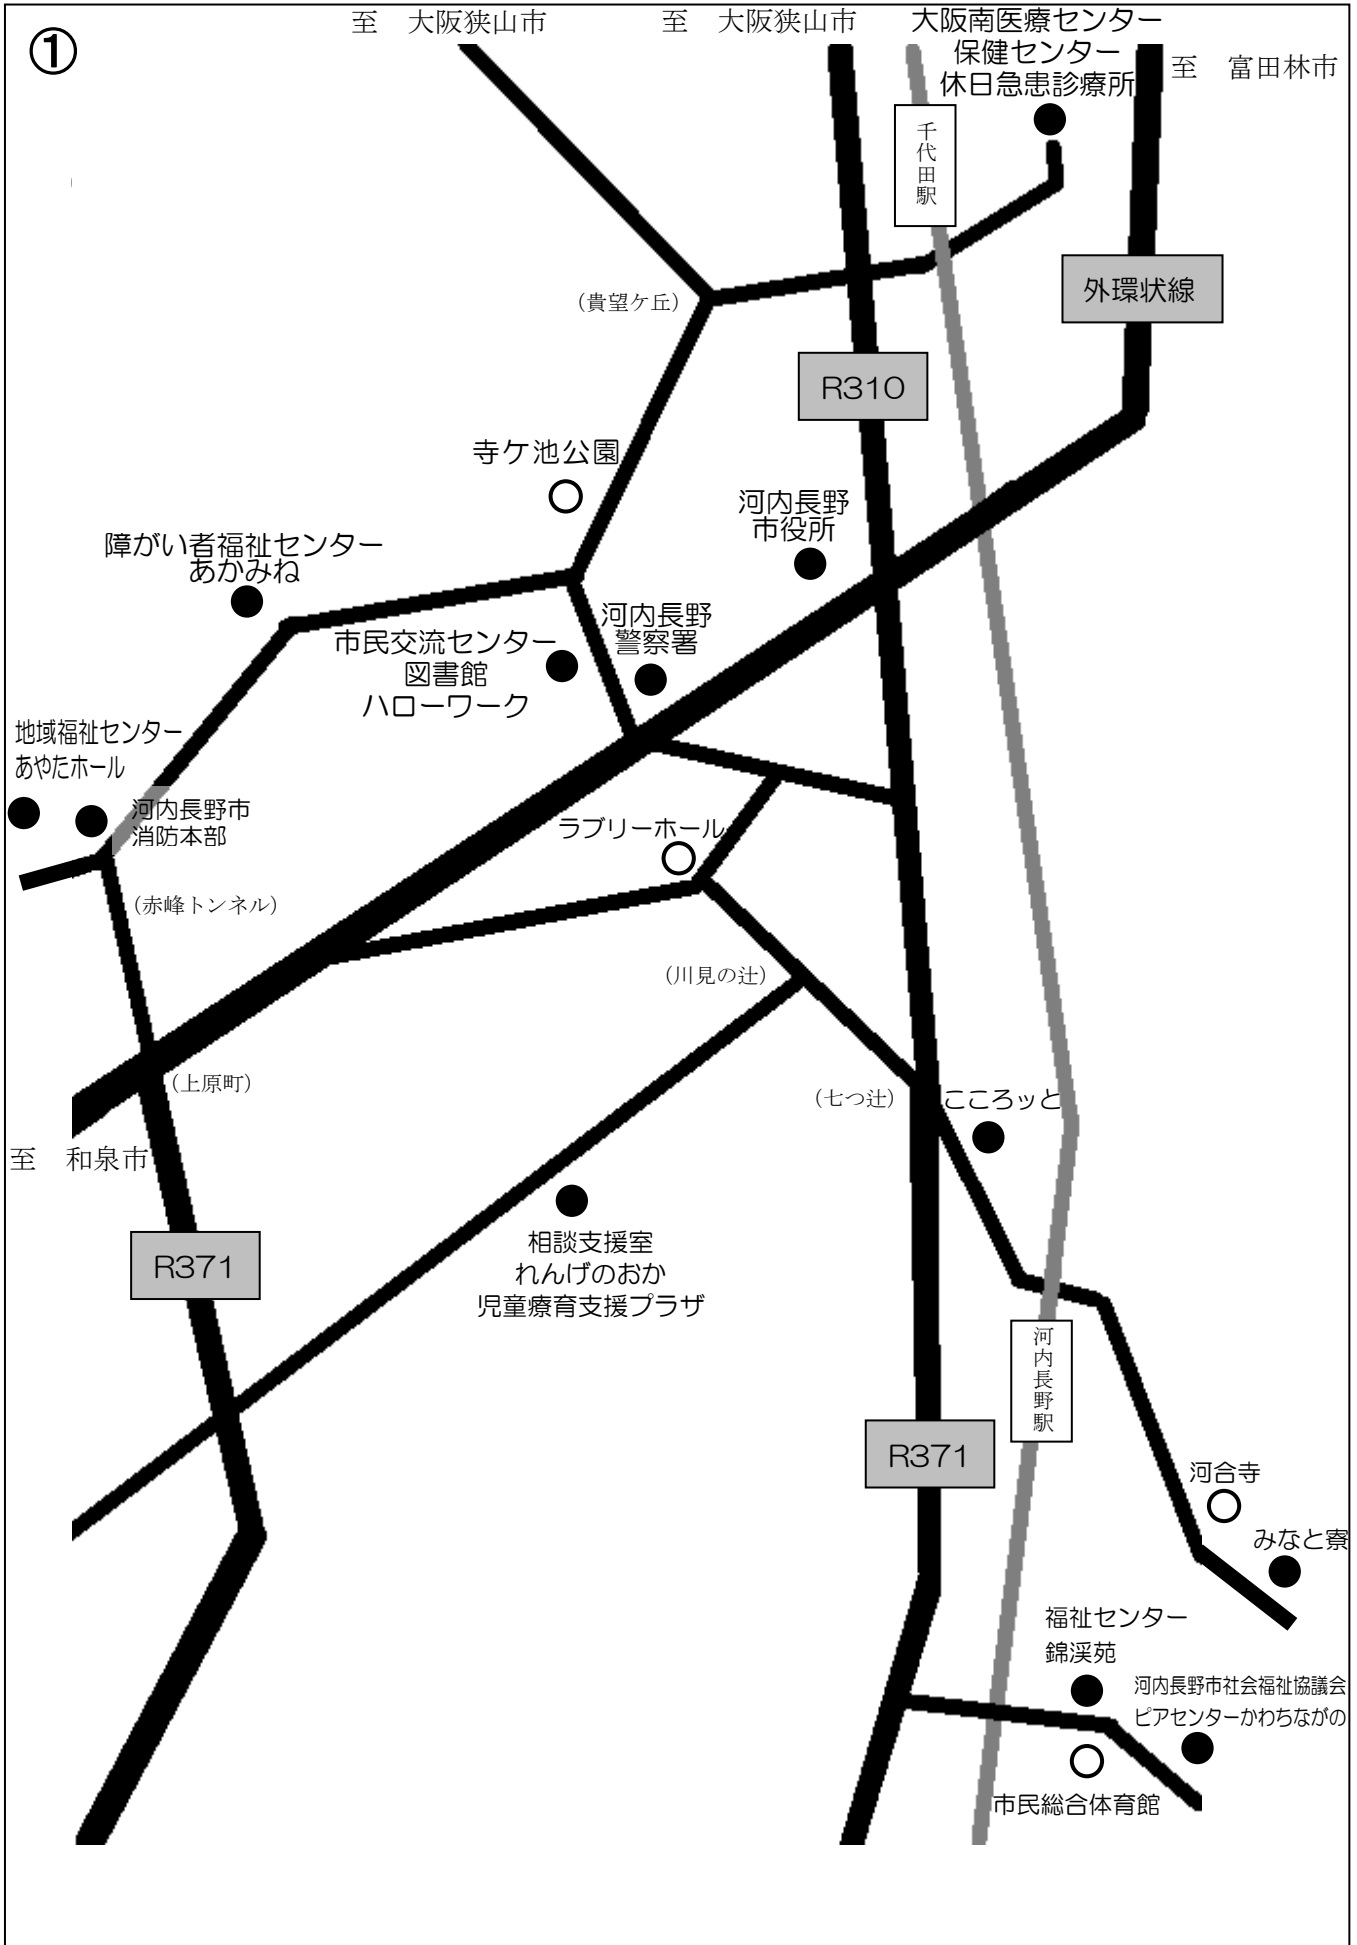 ①
至　大阪狭山市
至　大阪狭山市
大阪南医療センター
保健センター
休日急患診療所
至　富田林市
千代田駅
外環状線
（貴望ケ丘）
R310
寺ケ池公園
河内長野
市役所
障がい者福祉センター
あかみね
河内長野
警察署
市民交流センター
図書館
ハローワーク
地域福祉センター
あやたホール
河内長野市
消防本部
ラブリーホール
（赤峰トンネル）
（川見の辻）
（上原町）
（七つ辻）
こころッと
至　和泉市
相談支援室
れんげのおか
児童療育支援プラザ
R371
河内長野駅
R371
河合寺
みなと寮
福祉センター
錦渓苑
河内長野市社会福祉協議会
ピアセンターかわちながの
市民総合体育館